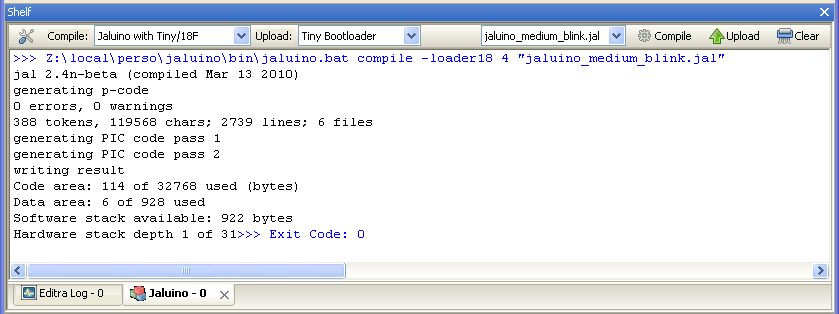 Shelf
Compile: Jaluino with Tiny/18F Upload: Tiny Bootloader jaluino_medium_blink.jal Compile Upload Clear
>>> Z:\local\perso\jaluino\bin\jaluino.bat compile -loader18 4 "jaluino_medium_blink.jal"
jal 2.4n-beta (compiled Mar 13 2010)
generating p-code
0 errors, 0 warnings
388 tokens, 119568 chars; 2739 lines; 6 files
generating PIC code pass 1
generating PIC code pass 2
writing result
Code area: 114 of 32768 used (bytes)
Data area: 6 of 928 used
Software stack available: 922 bytes
Hardware stack depth 1 of 31>>> Exit Code: 0
Editra Log - 0 Jaluino - 0